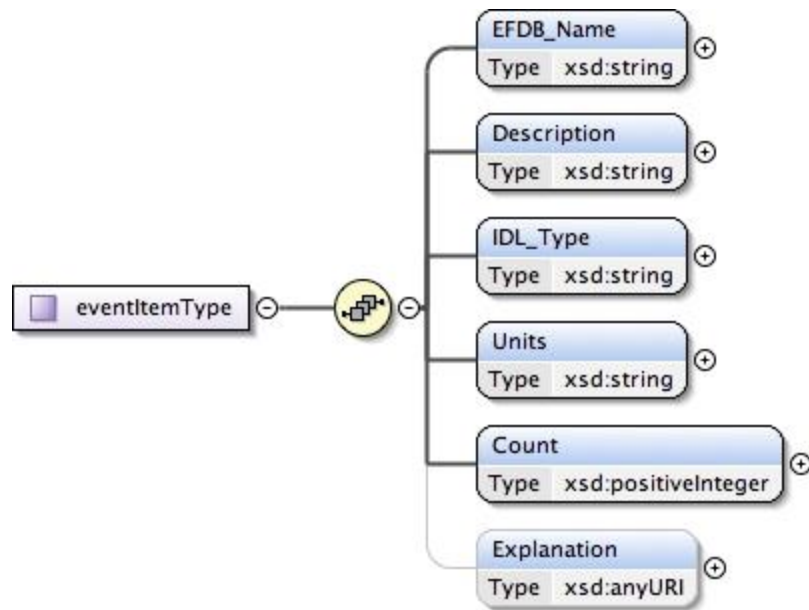 EFDB_Name
Type xsd:string
Description
Type xsd:string
IDL_Type
Type xsd:string
eventItemType
Units
Type xsd:string
Count
Type xsd:positiveInteger
Explanation
Type xsd:anyURI